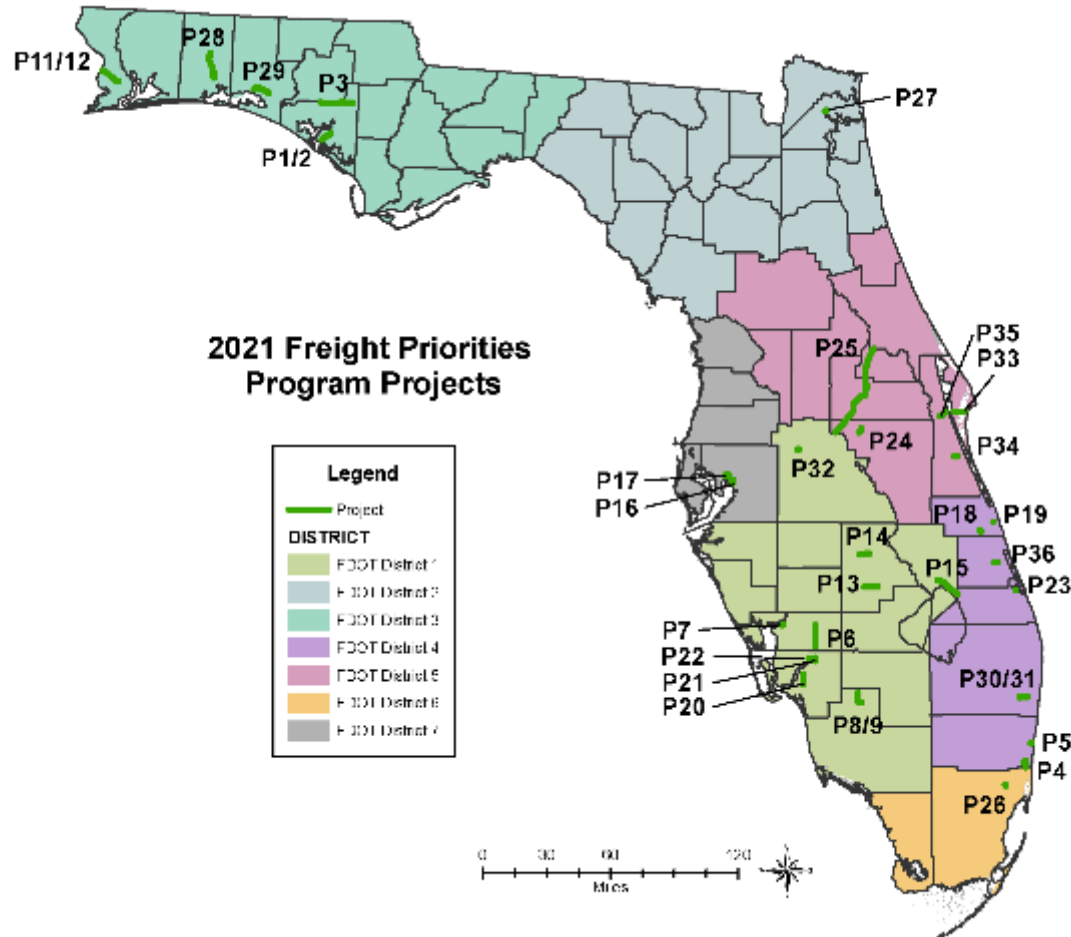 P28
P11/12
P29
P3
P27
P1/2
2021 Freight Priorities
Program Projects
P35
P33
P25
P24
P34
P32
P17
P16
P18
P19
P14
P36
P15
P23
P13
P7
P6
P22
P21
P20
P30/31
P8/9
P5
P4
P26
Legend
Project
DISTRICT
FDOT District 1
FDOT District 2
FDOT District 3
FDOT District 4
FDOT District 5
FDOT District 6
FDOT District 7
0 30 60 120
Miles